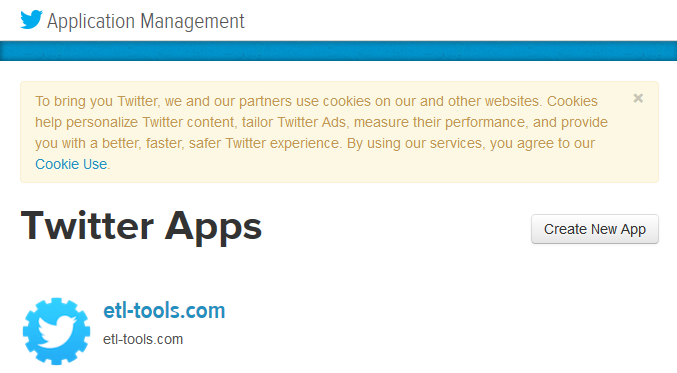 Application Management
To bring you Twitter, we and our partners use cookies on our and other websites. Cookies
help personalize Twitter content, tailor Twitter Ads, measure their performance, and provide
you with a better, faster, safer Twitter experience. By using our services, you agree to our
Cookie Use.
×
Twitter Apps
Create New App
etl-tools.com
etl-tools.com